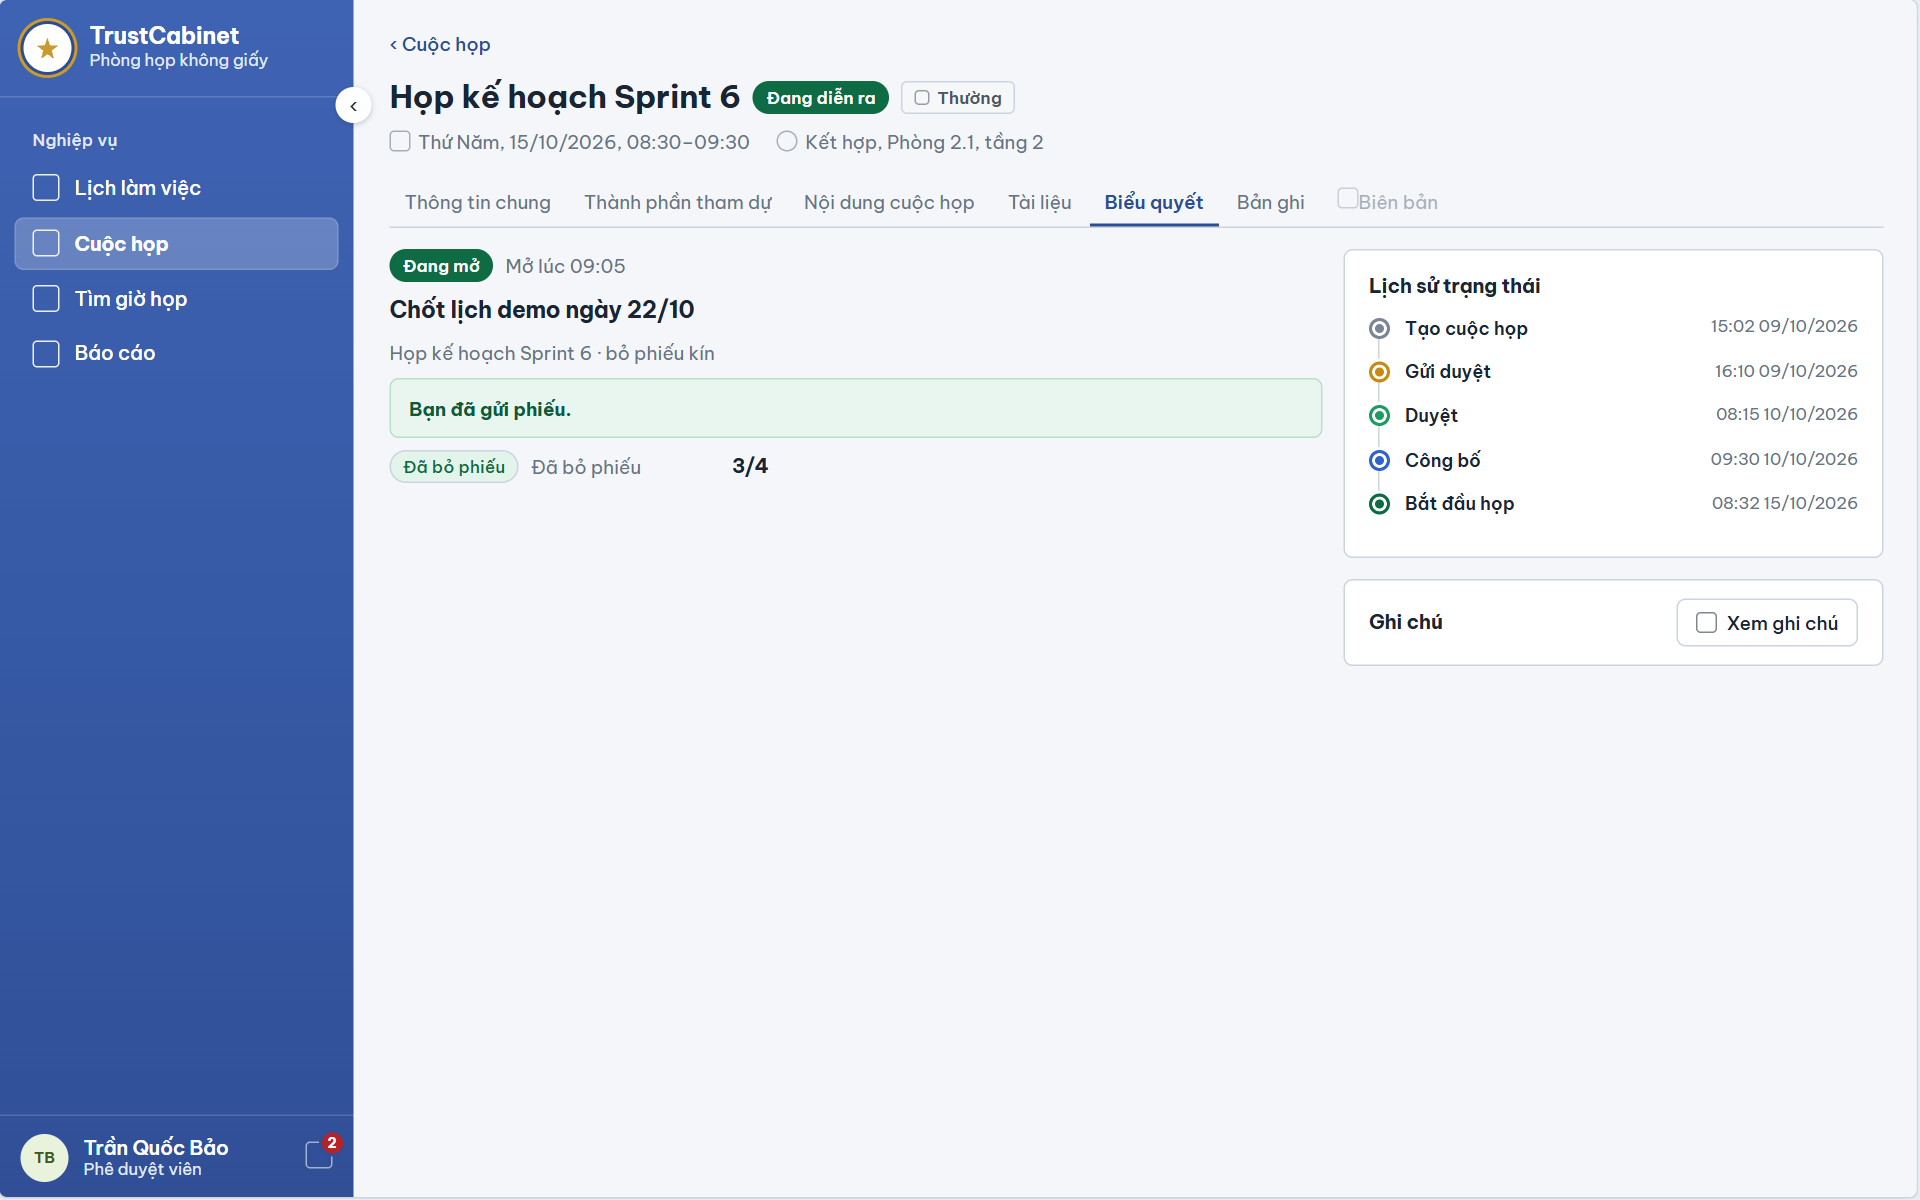 TrustCabinet
Phòng họp không giấy
Nghiệp vụ
Lịch làm việc
Cuộc họp
Tìm giờ họp
Báo cáo
TB
Trần Quốc Bảo
Phê duyệt viên
2
‹
‹ Cuộc họp
Họp kế hoạch Sprint 6
Đang diễn ra
Thường
Thứ Năm, 15/10/2026, 08:30–09:30
Kết hợp, Phòng 2.1, tầng 2
Thông tin chung
Thành phần tham dự
Nội dung cuộc họp
Tài liệu
Biểu quyết
Bản ghi
Biên bản
Đang mở
Mở lúc 09:05
Chốt lịch demo ngày 22/10
Họp kế hoạch Sprint 6 · bỏ phiếu kín
Bạn đã gửi phiếu.
Đã bỏ phiếu
Đã bỏ phiếu
3/4
Lịch sử trạng thái
Tạo cuộc họp
15:02 09/10/2026
Gửi duyệt
16:10 09/10/2026
Duyệt
08:15 10/10/2026
Công bố
09:30 10/10/2026
Bắt đầu họp
08:32 15/10/2026
Ghi chú
Xem ghi chú